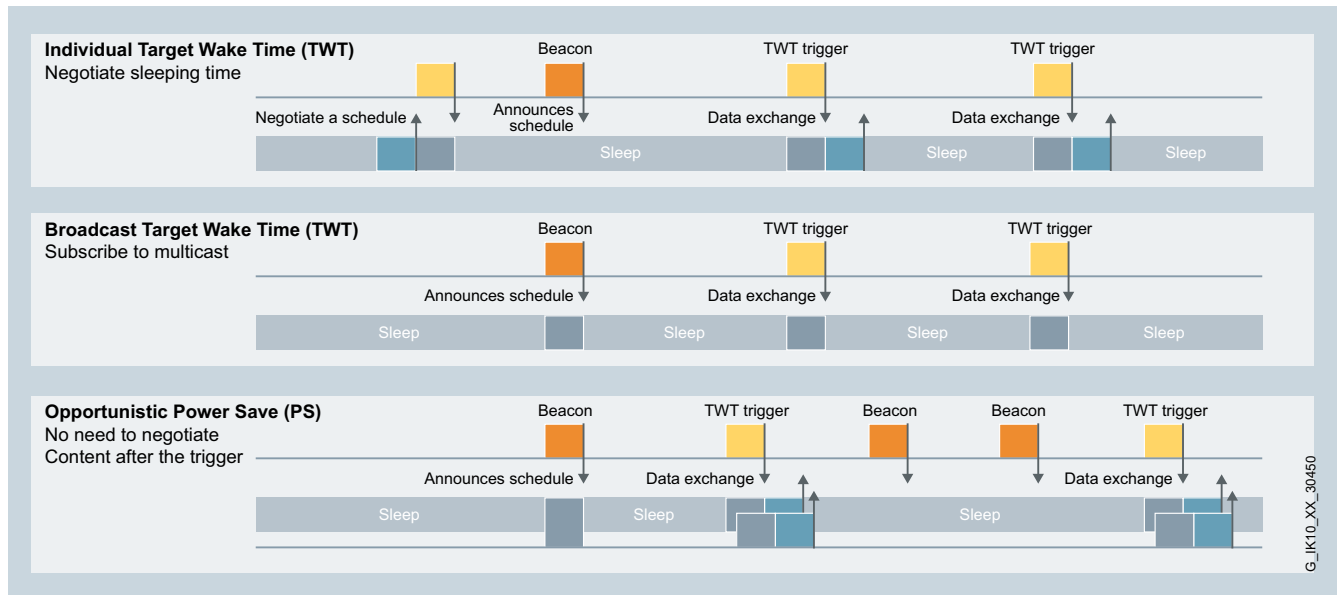 Individual Target Wake Time (TWT)
Negotiate sleeping time
Beacon
TWT trigger
TWT trigger
Negotiate a schedule
Announces
schedule
Data exchange
Data exchange
Sleep
Sleep
Sleep
Broadcast Target Wake Time (TWT)
Subscribe to multicast
Beacon
TWT trigger
TWT trigger
Announces schedule
Data exchange
Data exchange
Sleep
Sleep
Sleep
Sleep
Opportunistic Power Save (PS)
No need to negotiate
Content after the trigger
Beacon
TWT trigger
Beacon
Beacon
TWT trigger
Announces schedule
Data exchange
Data exchange
Sleep
Sleep
Sleep
G_IK10_XX_30450